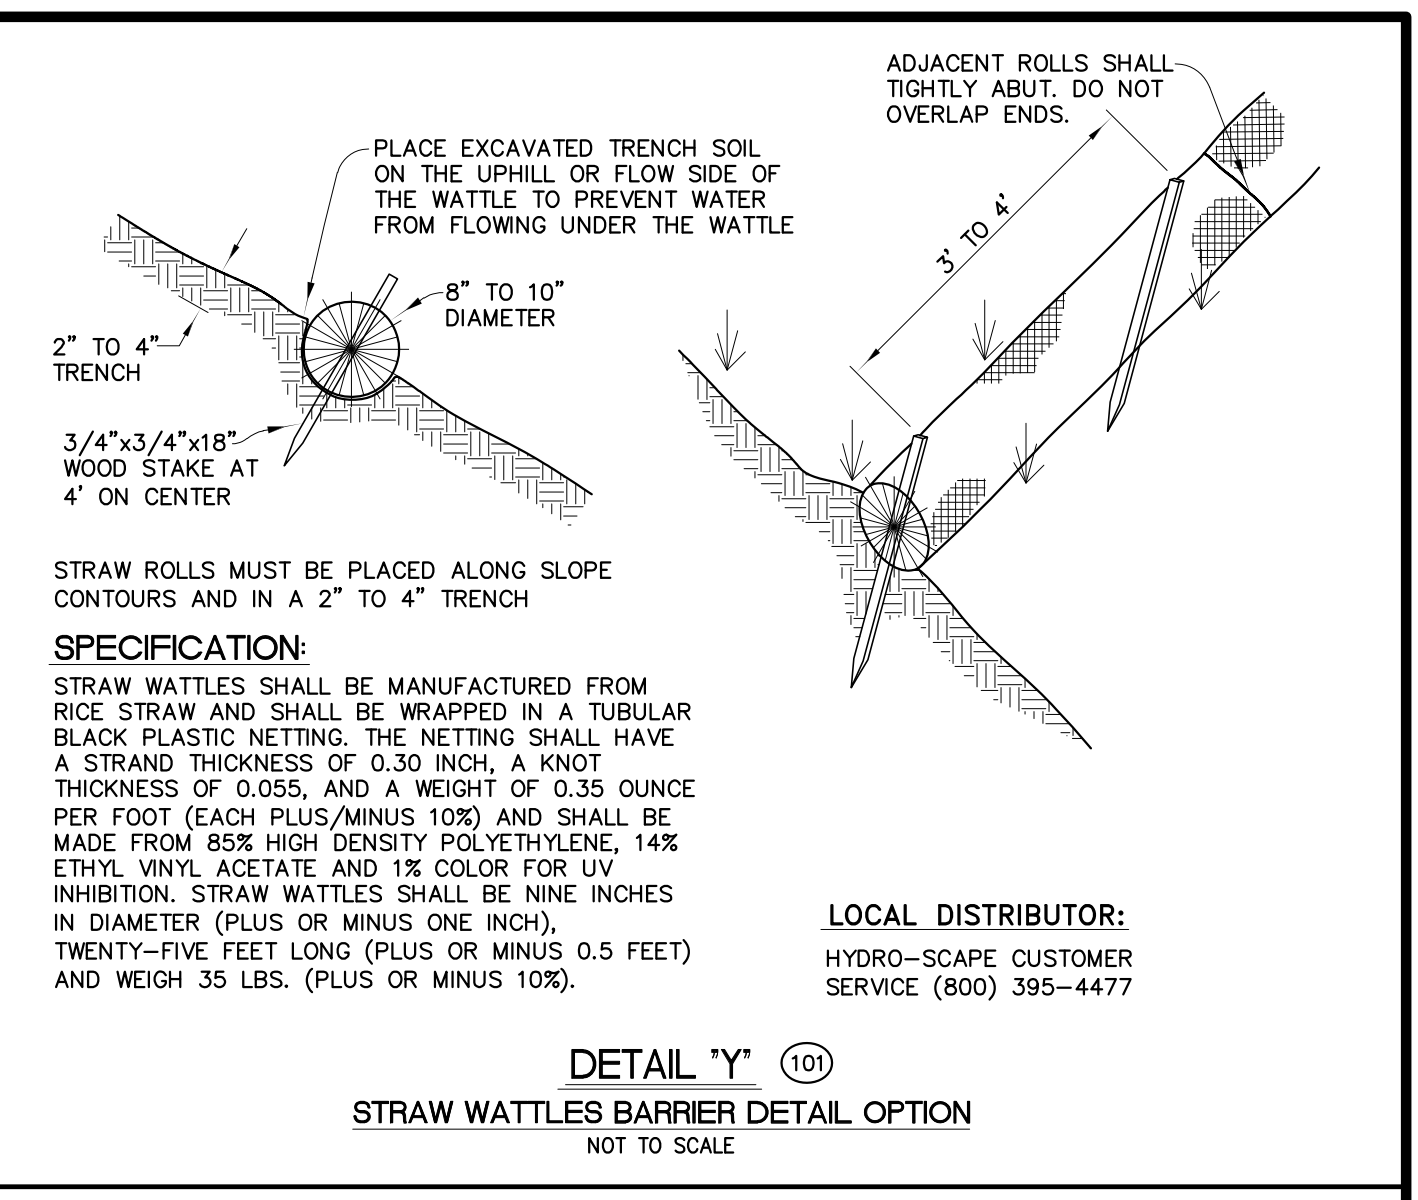 ADJACENT ROLLS SHALL
TIGHTLY ABUT. DO NOT
OVERLAP ENDS.
PLACE EXCAVATED TRENCH SOIL
ON THE UPHILL OR FLOW SIDE OF
THE WATTLE TO PREVENT WATER
FROM FLOWING UNDER THE WATTLE
3' TO 4'
8" TO 10"
DIAMETER
2" TO 4"
TRENCH
3/4"x3/4"x18"
WOOD STAKE AT
4' ON CENTER
STRAW ROLLS MUST BE PLACED ALONG SLOPE
CONTOURS AND IN A 2" TO 4" TRENCH
SPECIFICATION:
STRAW WATTLES SHALL BE MANUFACTURED FROM
RICE STRAW AND SHALL BE WRAPPED IN A TUBULAR
BLACK PLASTIC NETTING. THE NETTING SHALL HAVE
A STRAND THICKNESS OF 0.30 INCH, A KNOT
THICKNESS OF 0.055, AND A WEIGHT OF 0.35 OUNCE
PER FOOT (EACH PLUS/MINUS 10%) AND SHALL BE
MADE FROM 85% HIGH DENSITY POLYETHYLENE, 14%
ETHYL VINYL ACETATE AND 1% COLOR FOR UV
INHIBITION. STRAW WATTLES SHALL BE NINE INCHES
IN DIAMETER (PLUS OR MINUS ONE INCH),
TWENTY-FIVE FEET LONG (PLUS OR MINUS 0.5 FEET)
AND WEIGH 35 LBS. (PLUS OR MINUS 10%).
LOCAL DISTRIBUTOR:
HYDRO-SCAPE CUSTOMER
SERVICE (800) 395-4477
DETAIL "Y" 101
STRAW WATTLES BARRIER DETAIL OPTION
NOT TO SCALE